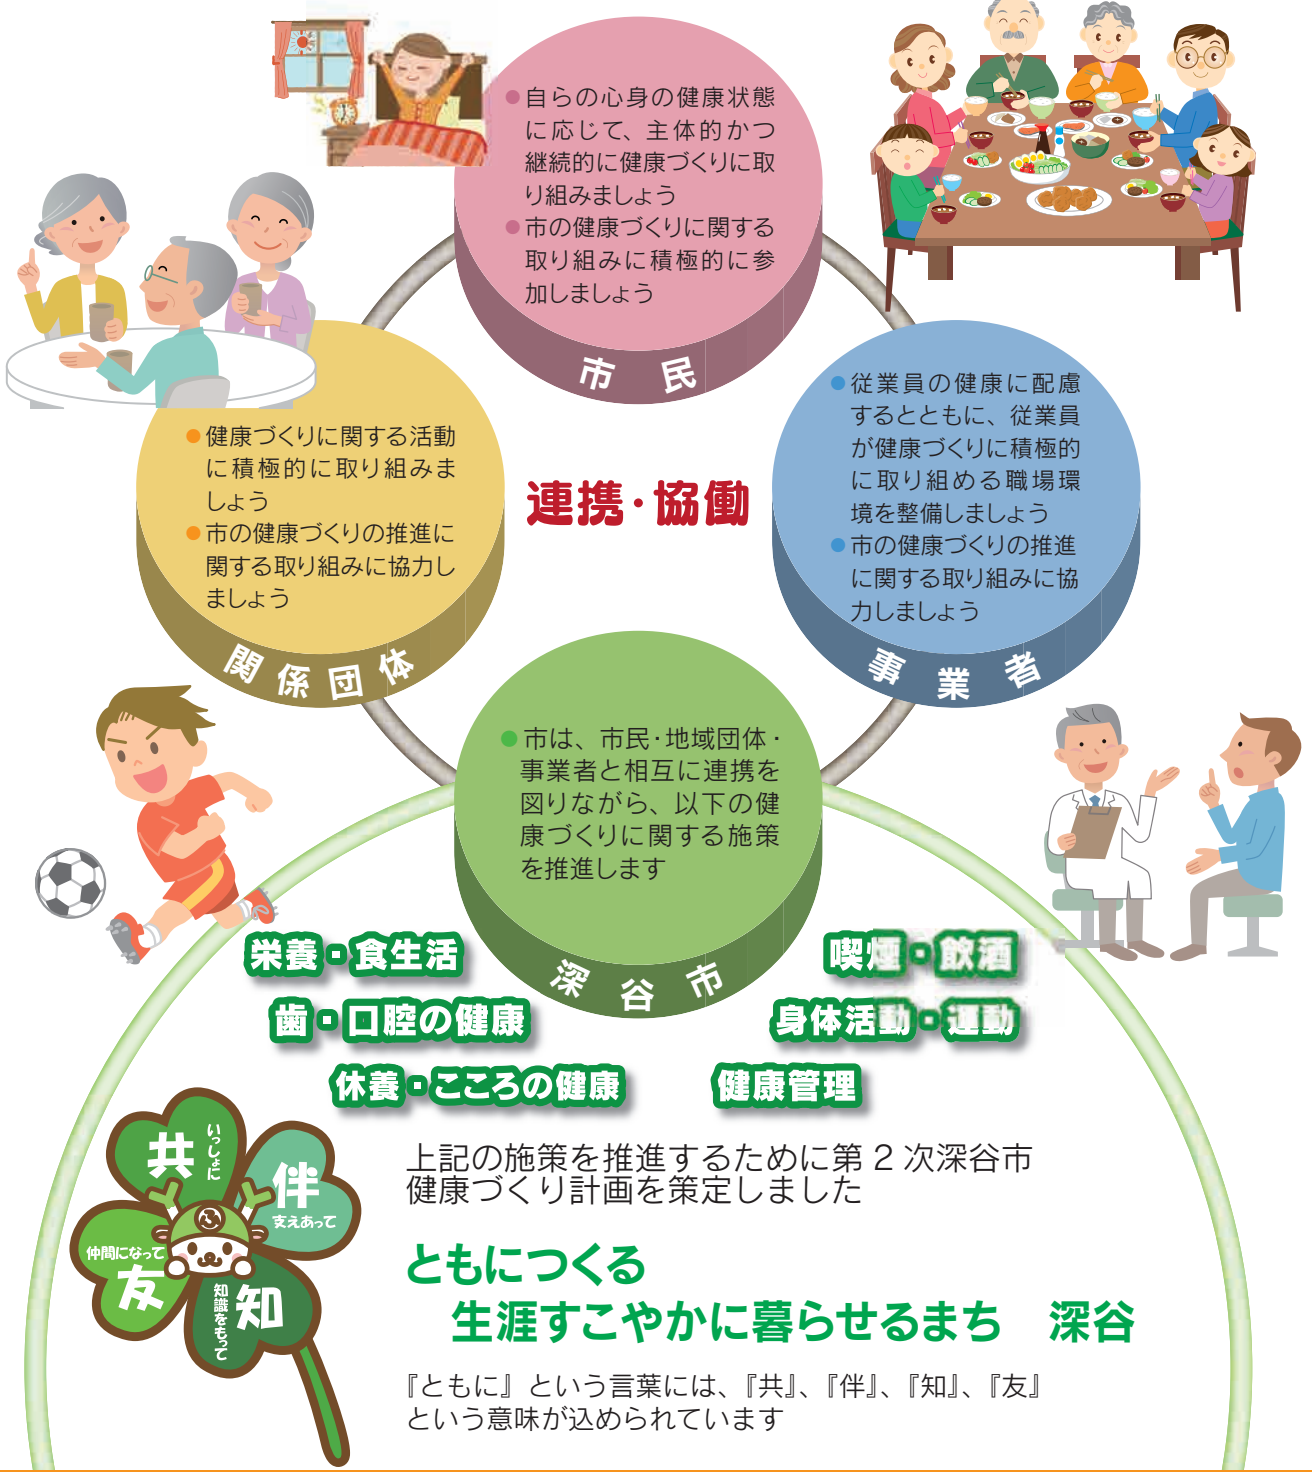 ●自らの心身の健康状態
に応じて、主体的かつ
継続的に健康づくりに取
り組みましょう
●市の健康づくりに関する
取り組みに積極的に参
加しましょう
市民
●健康づくりに関する活動
に積極的に取り組みま
しょう
●市の健康づくりの推進に
関する取り組みに協力し
ましょう
関係団体
連携・協働
●従業員の健康に配慮
するとともに、従業員
が健康づくりに積極的
に取り組める職場環
境を整備しましょう
●市の健康づくりの推進
に関する取り組みに協
力しましょう
事業者
●市は、市民・地域団体・
事業者と相互に連携を
図りながら、以下の健
康づくりに関する施策
を推進します
深谷市
栄養・食生活
喫煙・飲酒
歯・口腔の健康
身体活動・運動
休養・こころの健康
健康管理
共
いっしょに
伴
支えあって
仲間になって
友
知
知識をもって
ふ
上記の施策を推進するために第2次深谷市
健康づくり計画を策定しました
ともにつくる
生涯すこやかに暮らせるまち　深谷
『ともに』という言葉には、『共』、『伴』、『知』、『友』
という意味が込められています